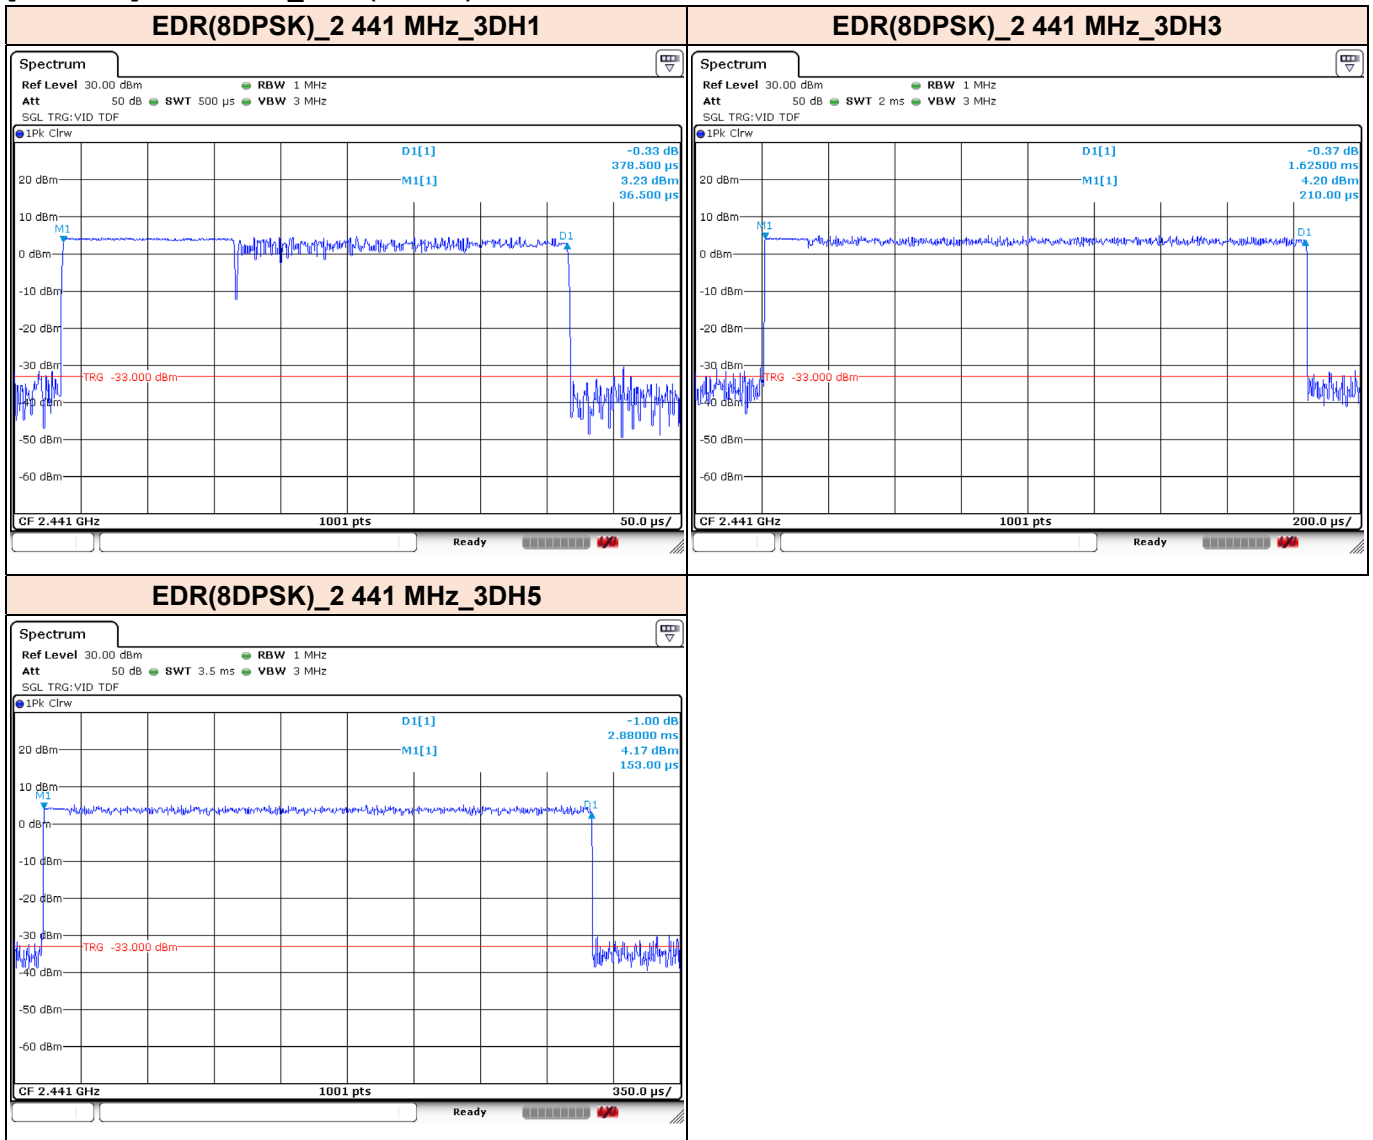 EDR(8DPSK)_2 441 MHz_3DH1
Spectrum
Ref Level 30.00 dBm RBW 1 MHz
Att 50 dB SWT 500 µs VBW 3 MHz
SGL TRG:VID TDF
1Pk Clrw
D1[1] -0.33 dB
378.500 µs
M1[1] 3.23 dBm
36.500 µs
20 dBm
10 dBm
M1
D1
0 dBm
-10 dBm
-20 dBm
-30 dBm
TRG -33.000 dBm
-40 dBm
-50 dBm
-60 dBm
CF 2.441 GHz 1001 pts 50.0 µs/
Ready
EDR(8DPSK)_2 441 MHz_3DH3
Spectrum
Ref Level 30.00 dBm RBW 1 MHz
Att 50 dB SWT 2 ms VBW 3 MHz
SGL TRG:VID TDF
1Pk Clrw
D1[1] -0.37 dB
1.62500 ms
M1[1] 4.20 dBm
210.00 µs
20 dBm
10 dBm
M1
D1
0 dBm
-10 dBm
-20 dBm
-30 dBm
TRG -33.000 dBm
-40 dBm
-50 dBm
-60 dBm
CF 2.441 GHz 1001 pts 200.0 µs/
Ready
EDR(8DPSK)_2 441 MHz_3DH5
Spectrum
Ref Level 30.00 dBm RBW 1 MHz
Att 50 dB SWT 3.5 ms VBW 3 MHz
SGL TRG:VID TDF
1Pk Clrw
D1[1] -1.00 dB
2.88000 ms
M1[1] 4.17 dBm
153.00 µs
20 dBm
10 dBm
M1
D1
0 dBm
-10 dBm
-20 dBm
-30 dBm
TRG -33.000 dBm
-40 dBm
-50 dBm
-60 dBm
CF 2.441 GHz 1001 pts 350.0 µs/
Ready